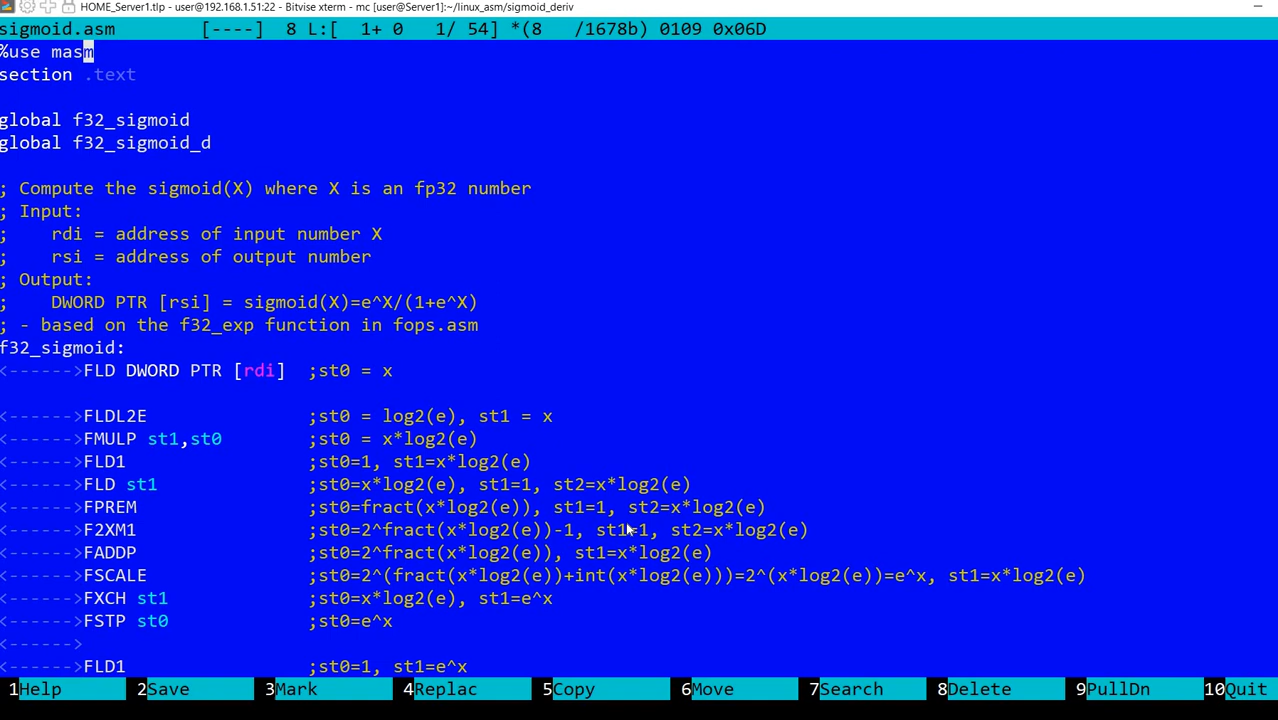 HOME_Server1.tlp - user@192.168.1.51:22 - Bitvise xterm - mc [user@Server1]:~/linux_asm/sigmoid_deriv
sigmoid.asm        [----]  8 L:[  1+ 0   1/ 54] *(8   /1678b) 0109 0x06D
%use masm
section .text
global f32_sigmoid
global f32_sigmoid_d
; Compute the sigmoid(X) where X is an fp32 number
; Input:
;    rdi = address of input number X
;    rsi = address of output number
; Output:
;    DWORD PTR [rsi] = sigmoid(X)=e^X/(1+e^X)
; - based on the f32_exp function in fops.asm
f32_sigmoid:
<------>FLD DWORD PTR [rdi]  ;st0 = x
<------>FLDL2E               ;st0 = log2(e), st1 = x
<------>FMULP st1,st0        ;st0 = x*log2(e)
<------>FLD1                 ;st0=1, st1=x*log2(e)
<------>FLD st1              ;st0=x*log2(e), st1=1, st2=x*log2(e)
<------>FPREM                ;st0=fract(x*log2(e)), st1=1, st2=x*log2(e)
<------>F2XM1                ;st0=2^fract(x*log2(e))-1, st1=1, st2=x*log2(e)
<------>FADDP                ;st0=2^fract(x*log2(e)), st1=x*log2(e)
<------>FSCALE               ;st0=2^(fract(x*log2(e))+int(x*log2(e)))=2^(x*log2(e))=e^x, st1=x*log2(e)
<------>FXCH st1             ;st0=x*log2(e), st1=e^x
<------>FSTP st0             ;st0=e^x
<------>
<------>FLD1                 ;st0=1, st1=e^x
1Help 2Save 3Mark 4Replac 5Copy 6Move 7Search 8Delete 9PullDn 10Quit